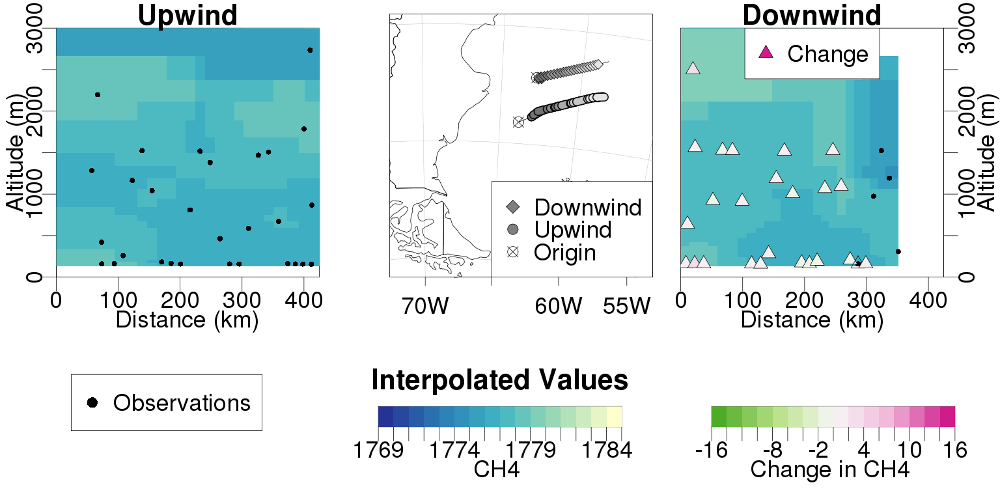 Upwind
Downwind
3000
2000
1000
0
Altitude (m)
0 100 200 300 400
Distance (km)
Downwind
Upwind
Origin
70W 60W 55W
Change
3000
2000
1000
0
Altitude (m)
0 100 200 300 400
Distance (km)
Observations
Interpolated Values
1769 1774 1779 1784
CH4
-16 -8 -2 4 10 16
Change in CH4